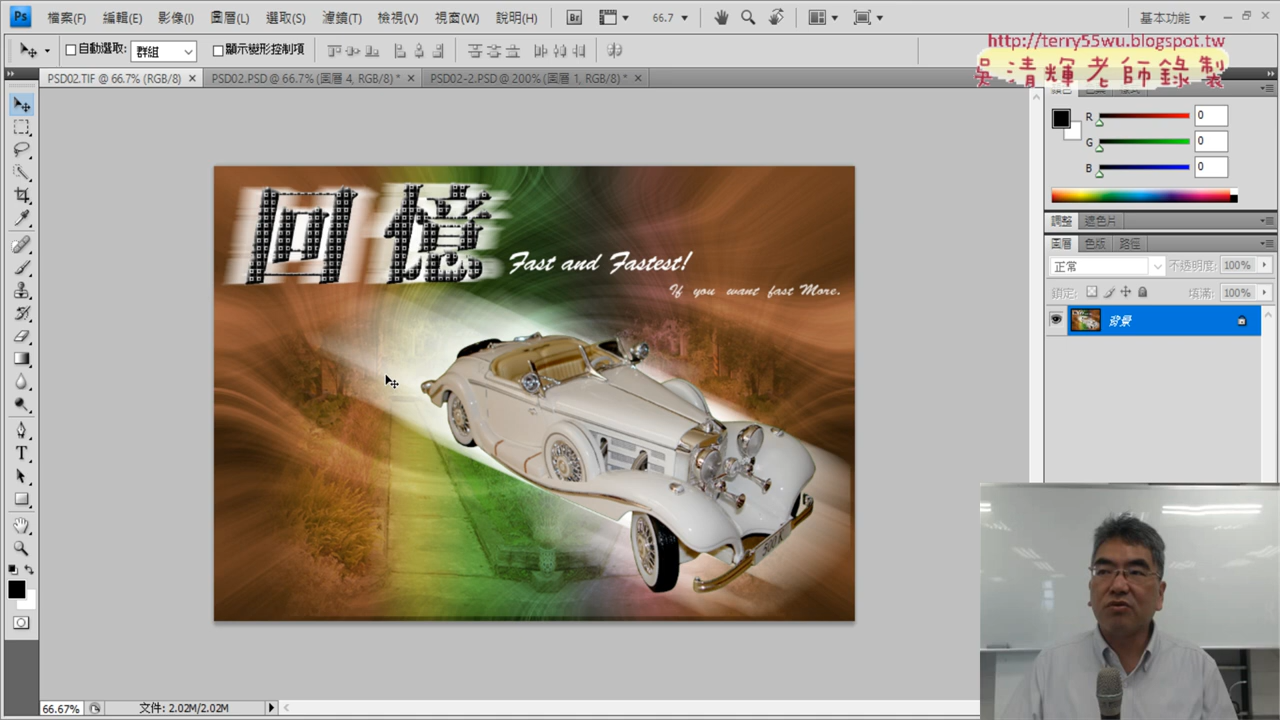 Ps 檔案(F) 編輯(E) 影像(I) 圖層(L) 選取(S) 濾鏡(T) 檢視(V) 視窗(W) 說明(H) Br 66.7 基本功能
自動選取: 群組 顯示變形控制項
http://terry55wu.blogspot.tw
吳清輝老師錄製
PSD02.TIF @ 66.7% (RGB/8) × PSD02.PSD @ 66.7% (圖層 4, RGB/8) * × PSD02-2.PSD @ 200% (圖層 1, RGB/8) * ×
R 0
G 0
B 0
調整 遮色片
圖層 色版 路徑
正常 不透明度: 100%
鎖定: 填滿: 100%
背景
回憶
Fast and Fastest!
If you want fast More.
66.67% 文件: 2.02M/2.02M